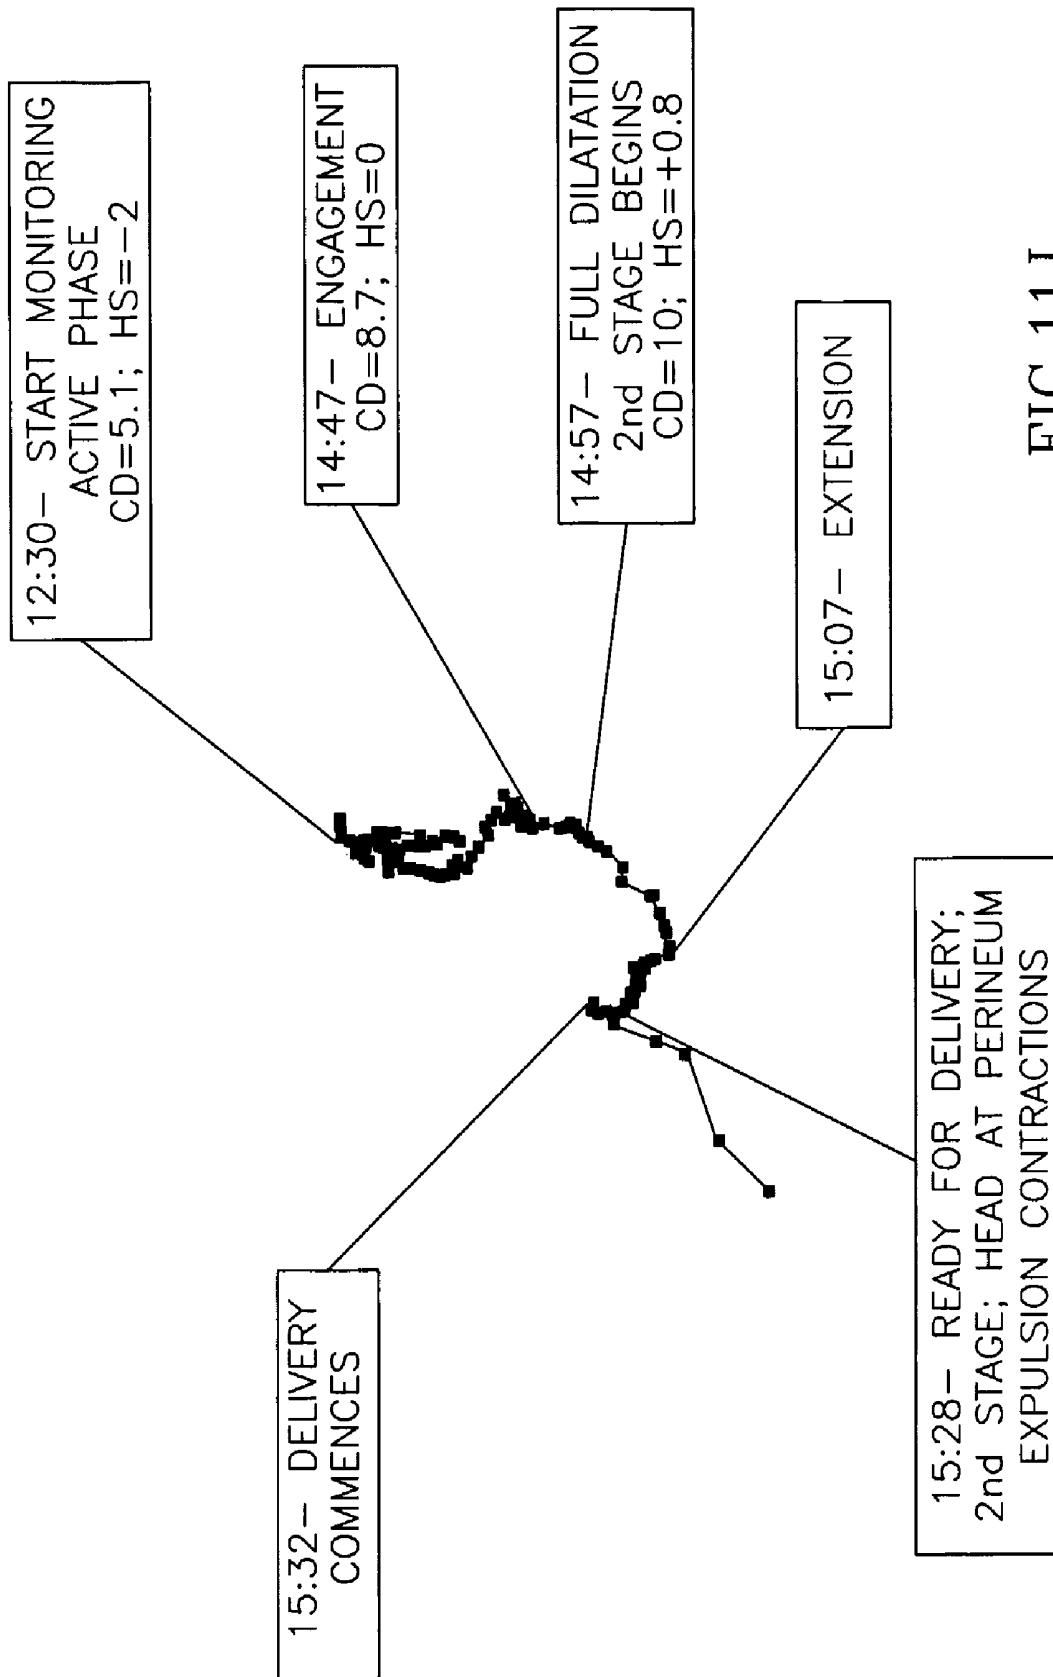 12:30– START MONITORING
ACTIVE PHASE
CD=5.1; HS=–2
14:47– ENGAGEMENT
CD=8.7; HS=0
14:57– FULL DILATATION
2nd STAGE BEGINS
CD=10; HS=+0.8
15:07– EXTENSION
15:28– READY FOR DELIVERY;
2nd STAGE; HEAD AT PERINEUM
EXPULSION CONTRACTIONS
15:32– DELIVERY
COMMENCES